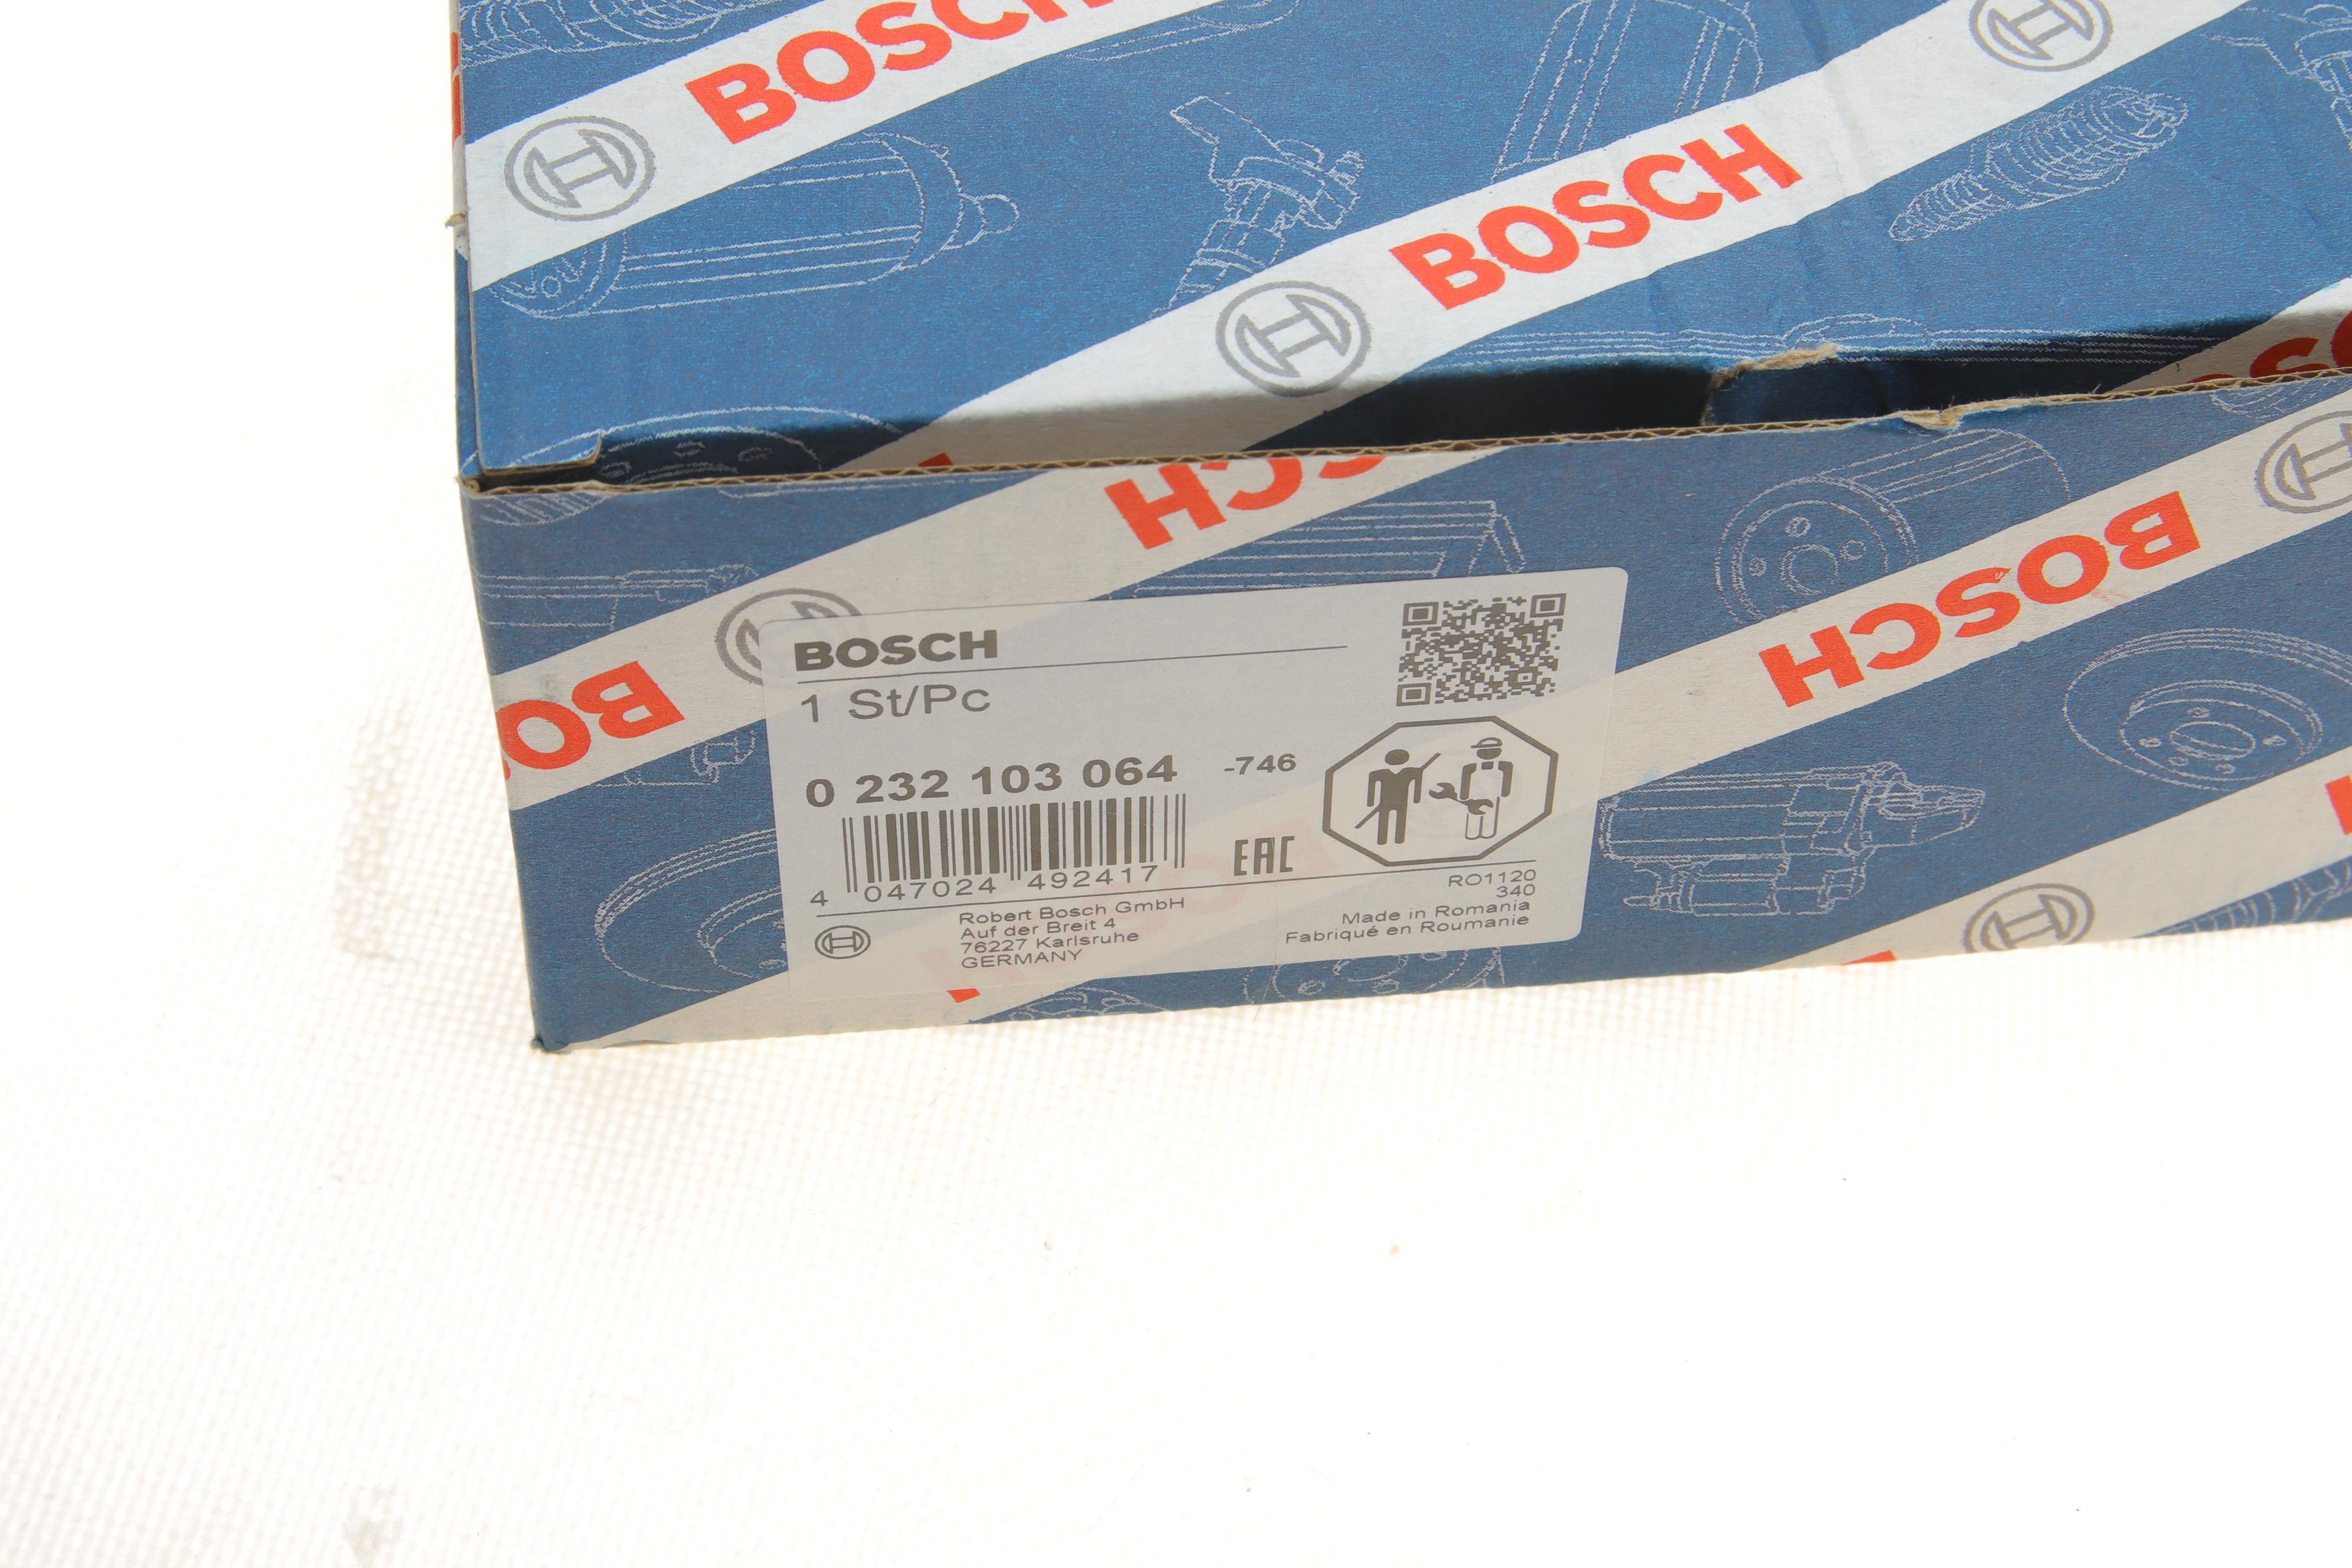 BOSCH
BOSCH
BOSCH
BOSCH
BOSCH
1 St/Pc
0 232 103 064 -746
4 047024 492417
EAC
RO1120
340
Made in Romania
Fabriqué en Roumanie
Robert Bosch GmbH
Auf der Breit 4
76227 Karlsruhe
GERMANY